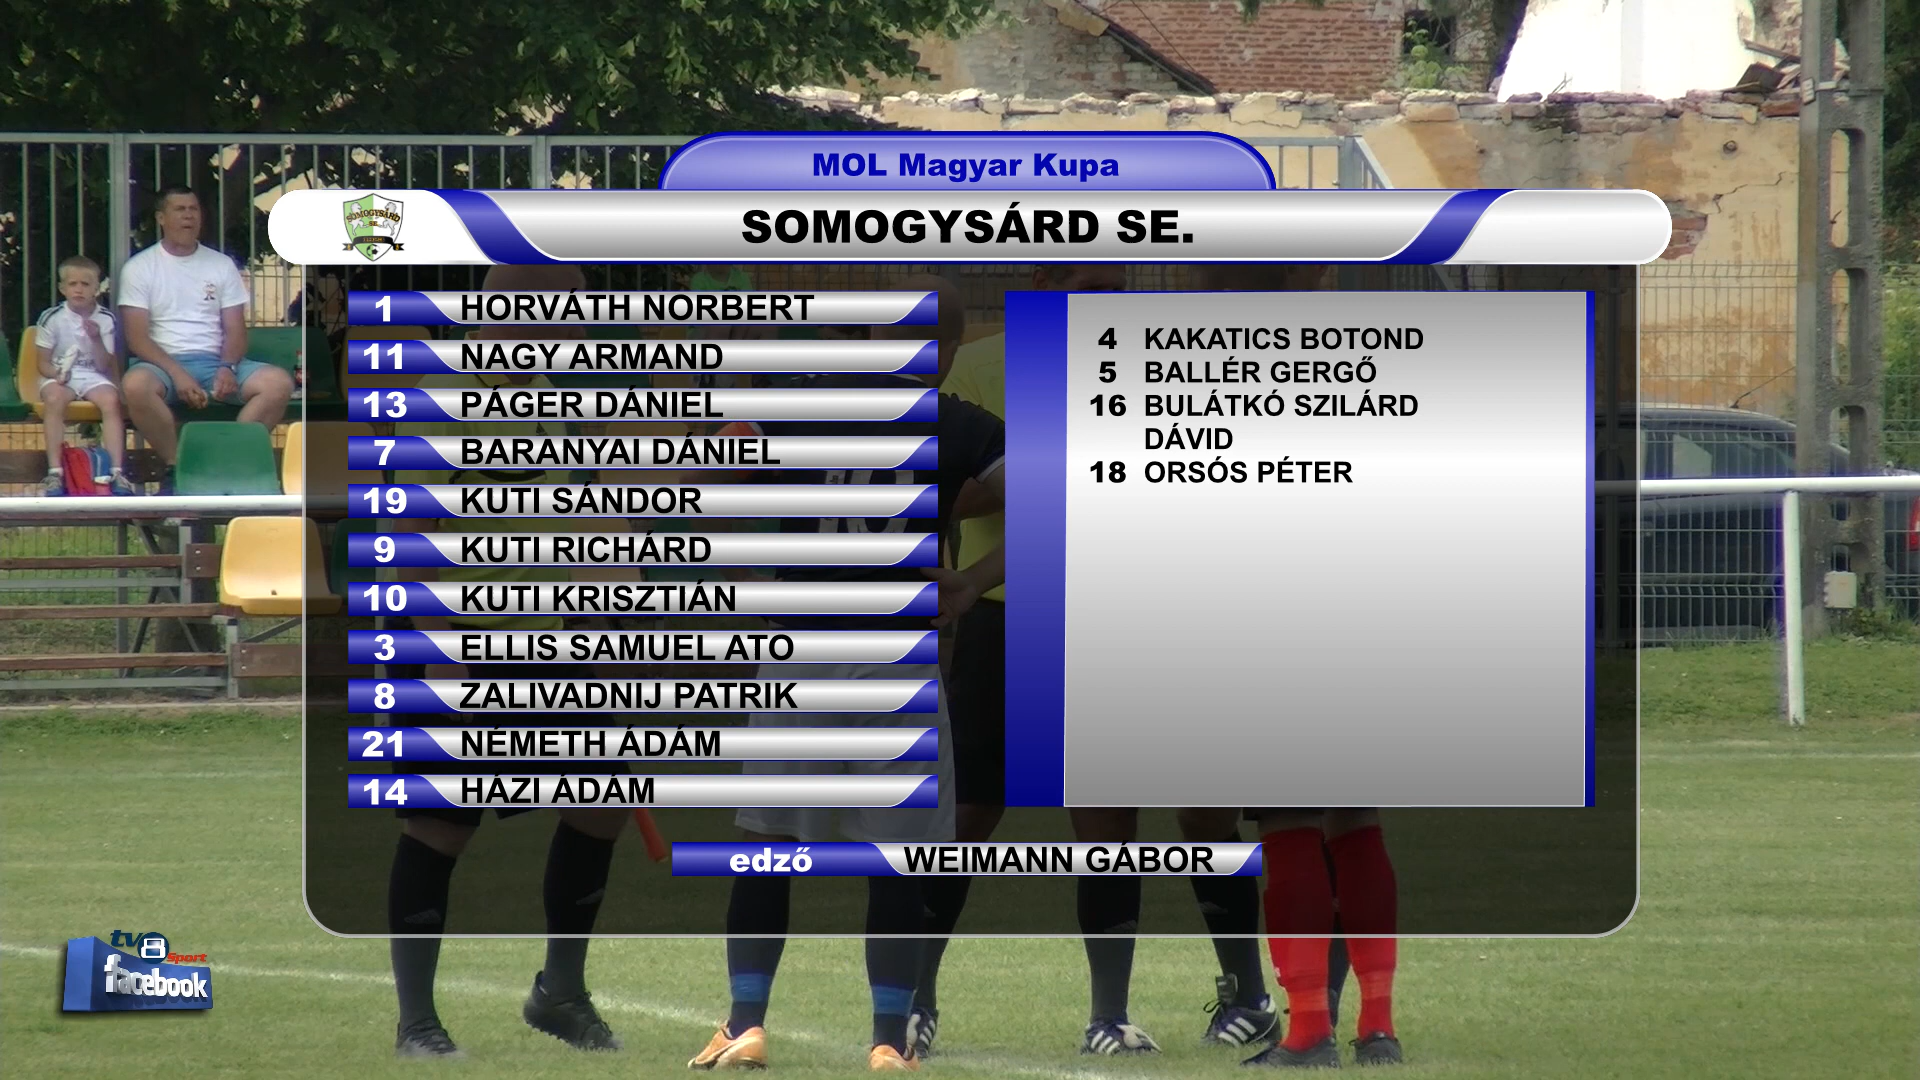 MOL Magyar Kupa
SOMOGYSÁRD SE.
SOMOGYSÁRD
SE
1 HORVÁTH NORBERT
11 NAGY ARMAND
13 PÁGER DÁNIEL
7 BARANYAI DÁNIEL
19 KUTI SÁNDOR
9 KUTI RICHÁRD
10 KUTI KRISZTIÁN
3 ELLIS SAMUEL ATO
8 ZALIVADNIJ PATRIK
21 NÉMETH ÁDÁM
14 HÁZI ÁDÁM
4 KAKATICS BOTOND
5 BALLÉR GERGŐ
16 BULÁTKÓ SZILÁRD
DÁVID
18 ORSÓS PÉTER
edző WEIMANN GÁBOR
tv8
Sport
facebook